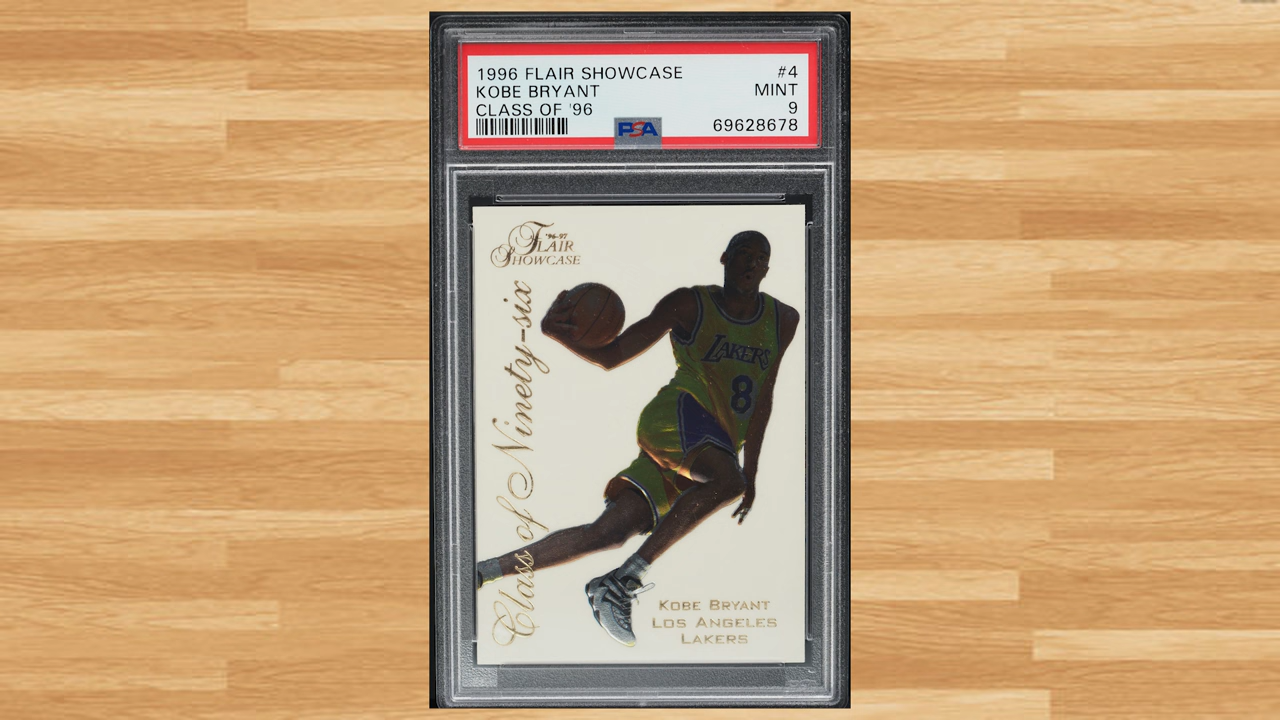 1996 FLAIR SHOWCASE #4
KOBE BRYANT MINT
CLASS OF '96 9
PSA 69628678
'96-97
FLAIR
SHOWCASE
Class of Ninety-six
LAKERS
8
KOBE BRYANT
LOS ANGELES
LAKERS